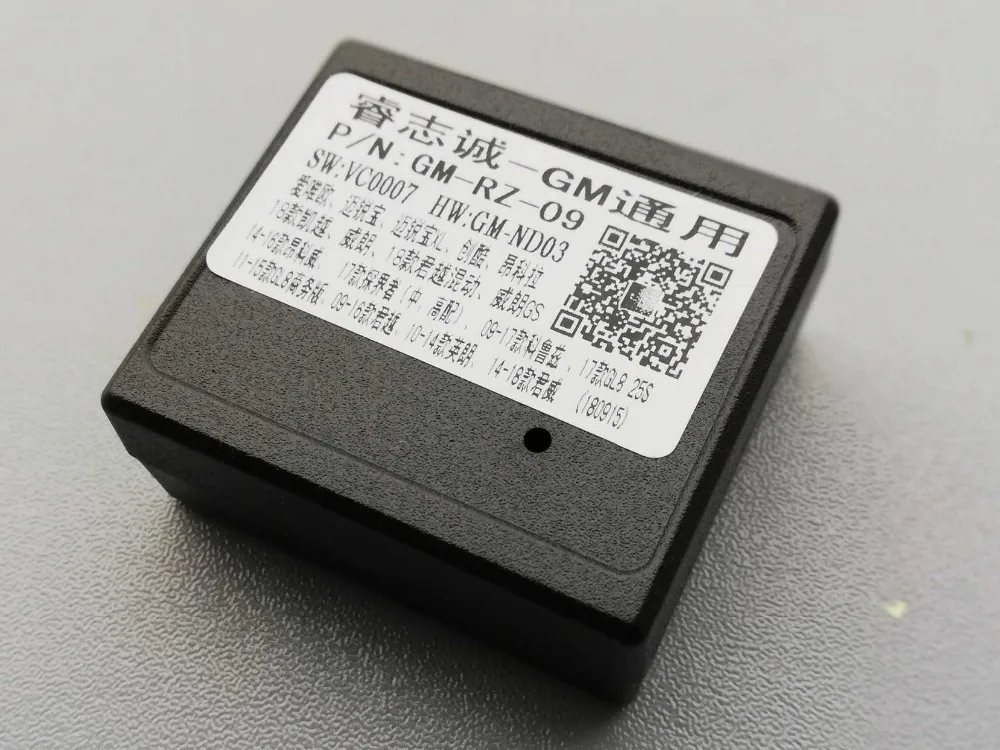 睿志诚-GM通用
P/N: GM-RZ-09
SW:VC0007 HW:GM-ND03
爱唯欧、迈锐宝、迈锐宝XL、创酷、昂科拉
18款凯越、威朗、18款君越混动、威朗GS
14-16款昂科威、17款探界者(中、高配)、09-17款科鲁兹、17款GL8 25S
11-15款GL8商务版、09-16款君越、10-14款英朗、14-18款君威 (180915)